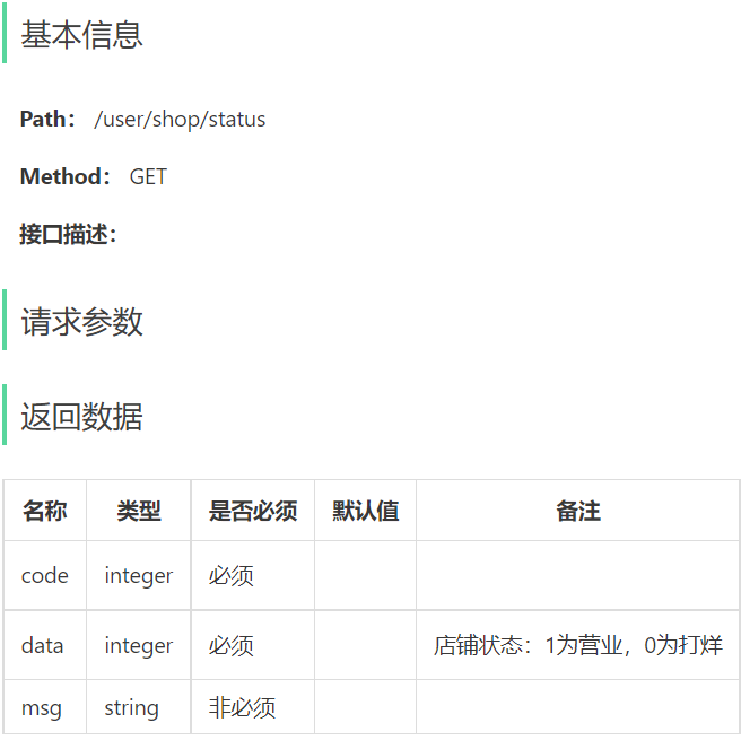 基本信息
Path： /user/shop/status
Method： GET
接口描述：
请求参数
返回数据
名称 类型 是否必须 默认值 备注
code integer 必须
data integer 必须 店铺状态：1为营业，0为打烊
msg string 非必须